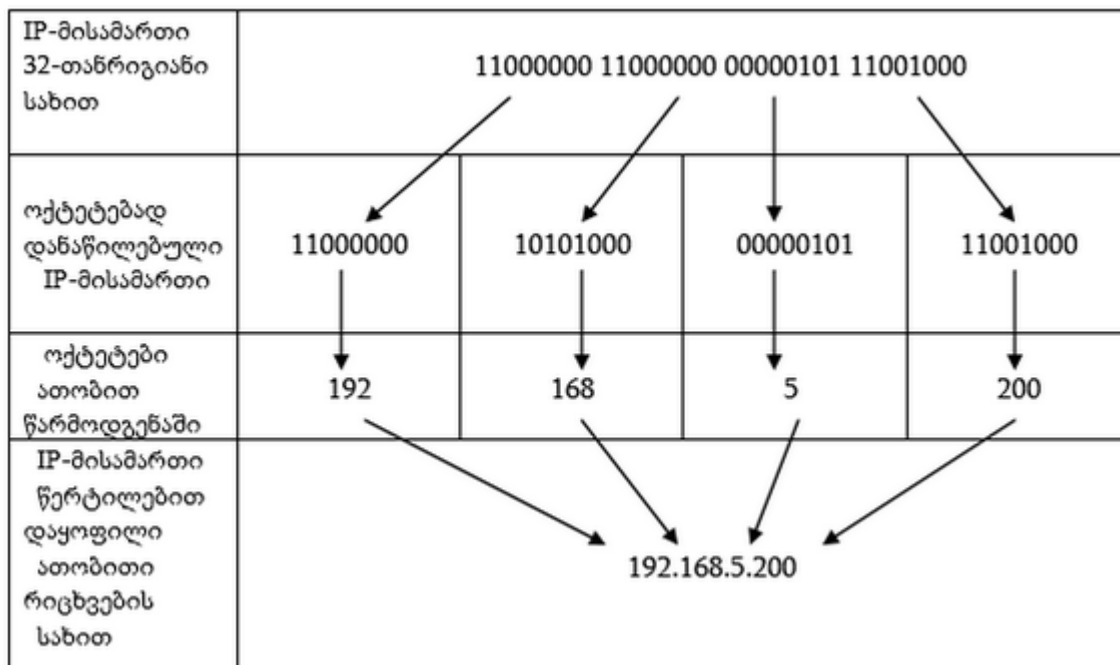 IP-მისამართი
32-თანრიგიანი
სახით
11000000 11000000 00000101 11001000
ოქტეტებად
დანაწილებული
IP-მისამართი
11000000
10101000
00000101
11001000
ოქტეტები
ათობით
წარმოდგენაში
192
168
5
200
IP-მისამართი
წერტილებით
დაყოფილი
ათობითი
რიცხვების
სახით
192.168.5.200